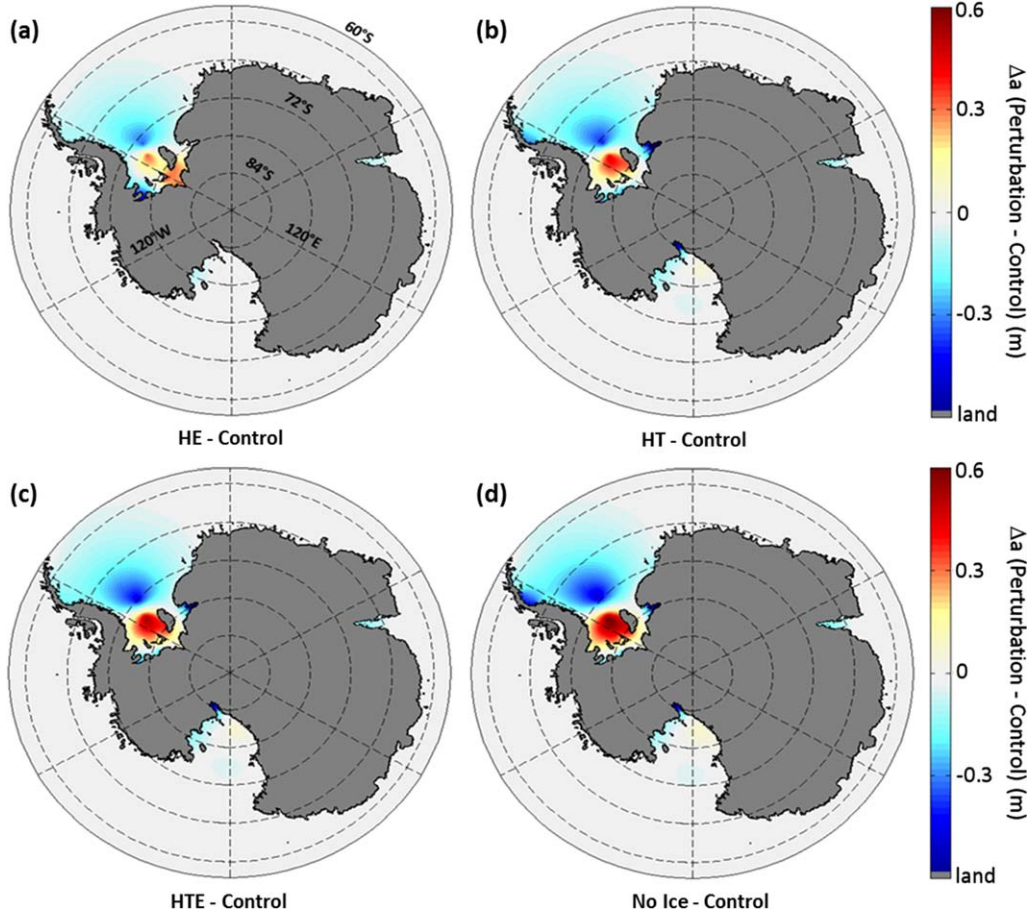 (a)
60°S
72°S
84°S
120°W
120°E
HE - Control
(b)
HT - Control
0.6
0.3
0
-0.3
land
Δa (Perturbation - Control) (m)
(c)
HTE - Control
(d)
No Ice - Control
0.6
0.3
0
-0.3
land
Δa (Perturbation - Control) (m)